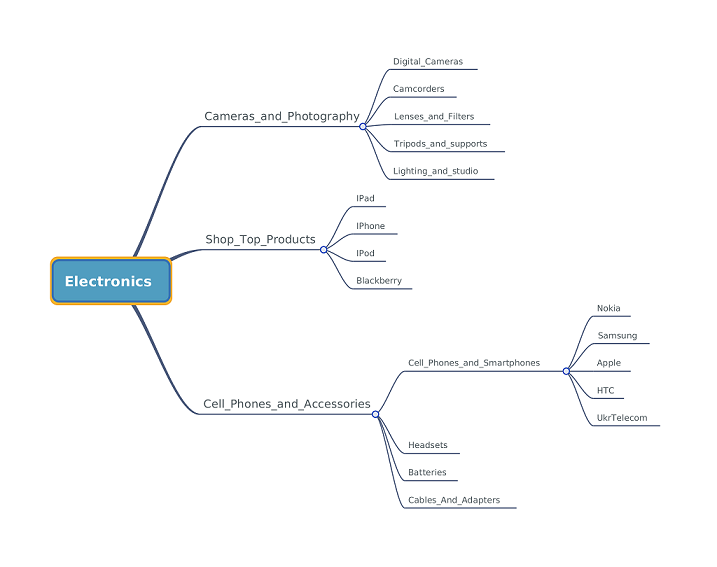 Electronics
Cameras_and_Photography
Digital_Cameras
Camcorders
Lenses_and_Filters
Tripods_and_supports
Lighting_and_studio
Shop_Top_Products
IPad
IPhone
IPod
Blackberry
Cell_Phones_and_Accessories
Cell_Phones_and_Smartphones
Nokia
Samsung
Apple
HTC
UkrTelecom
Headsets
Batteries
Cables_And_Adapters